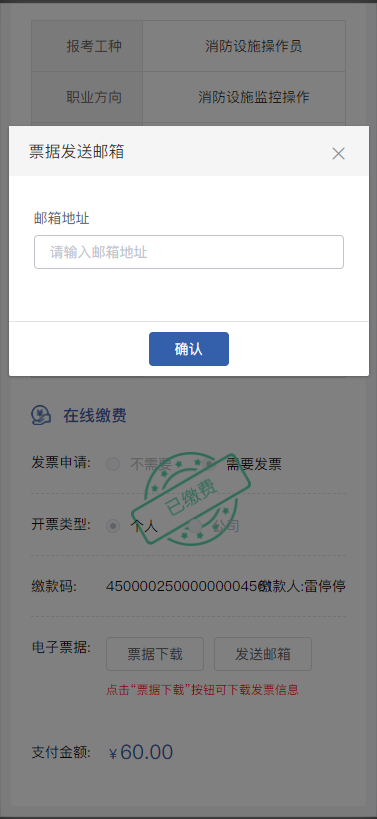 报考工种 消防设施操作员
职业方向 消防设施监控操作
票据发送邮箱
邮箱地址
请输入邮箱地址
确认
在线缴费
发票申请: 不需要 需要发票
已缴费
开票类型: 个人 公司
缴款码: 缴款人:雷停停
电子票据: 票据下载 发送邮箱
点击“票据下载”按钮可下载发票信息
支付金额: ¥60.00